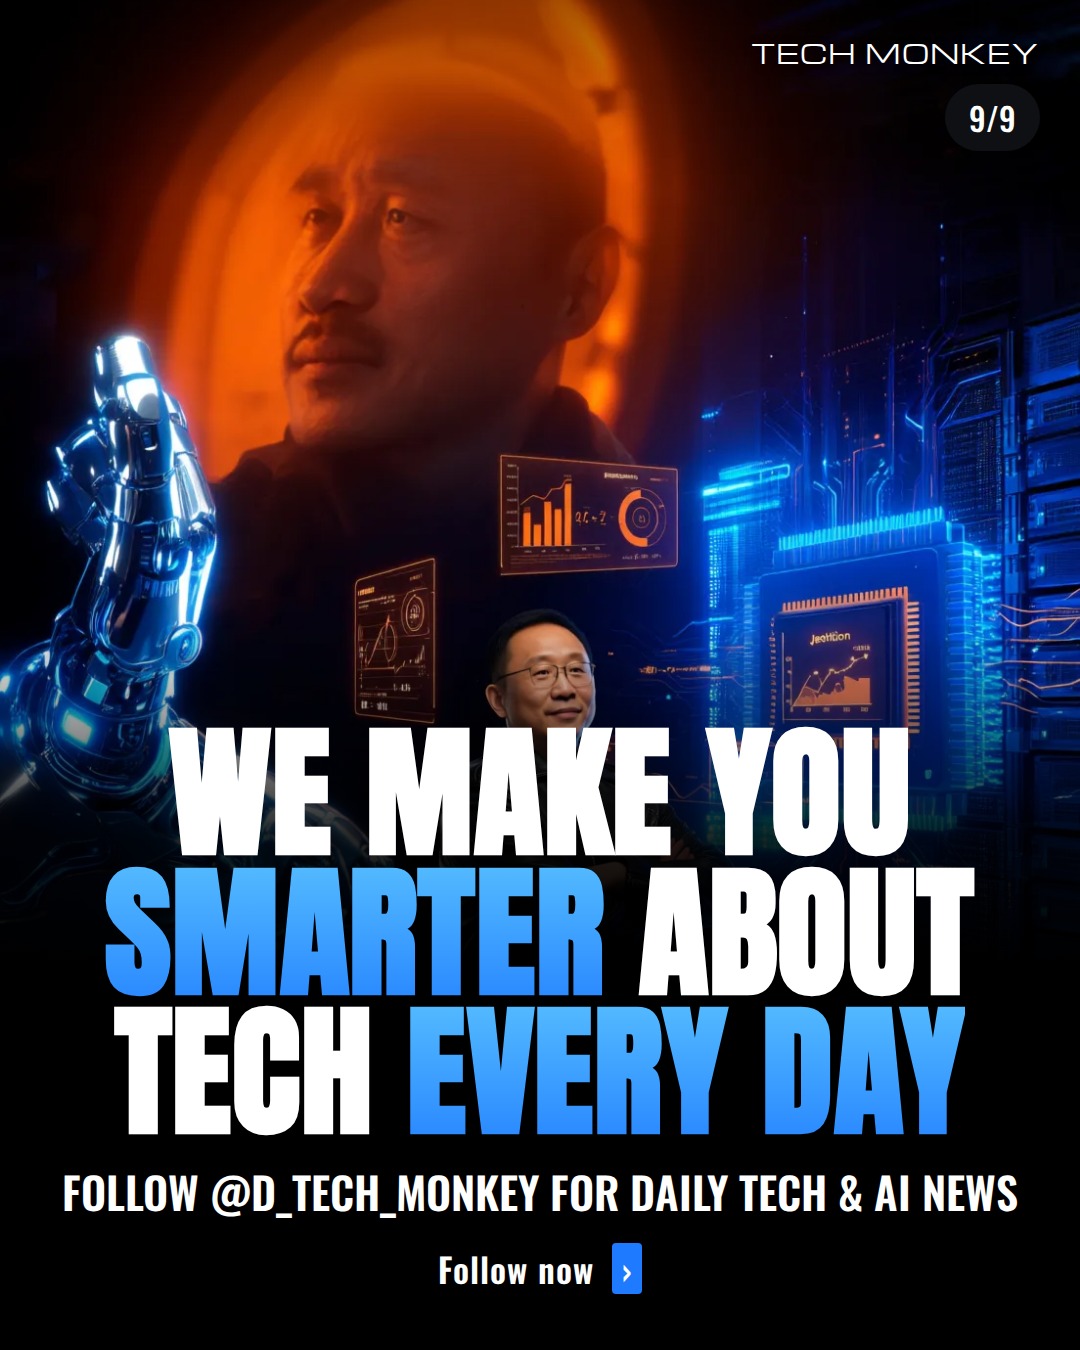 TECH MONKEY
9/9
WE MAKE YOU
SMARTER ABOUT
TECH EVERY DAY
FOLLOW @D_TECH_MONKEY FOR DAILY TECH & AI NEWS
Follow now ›